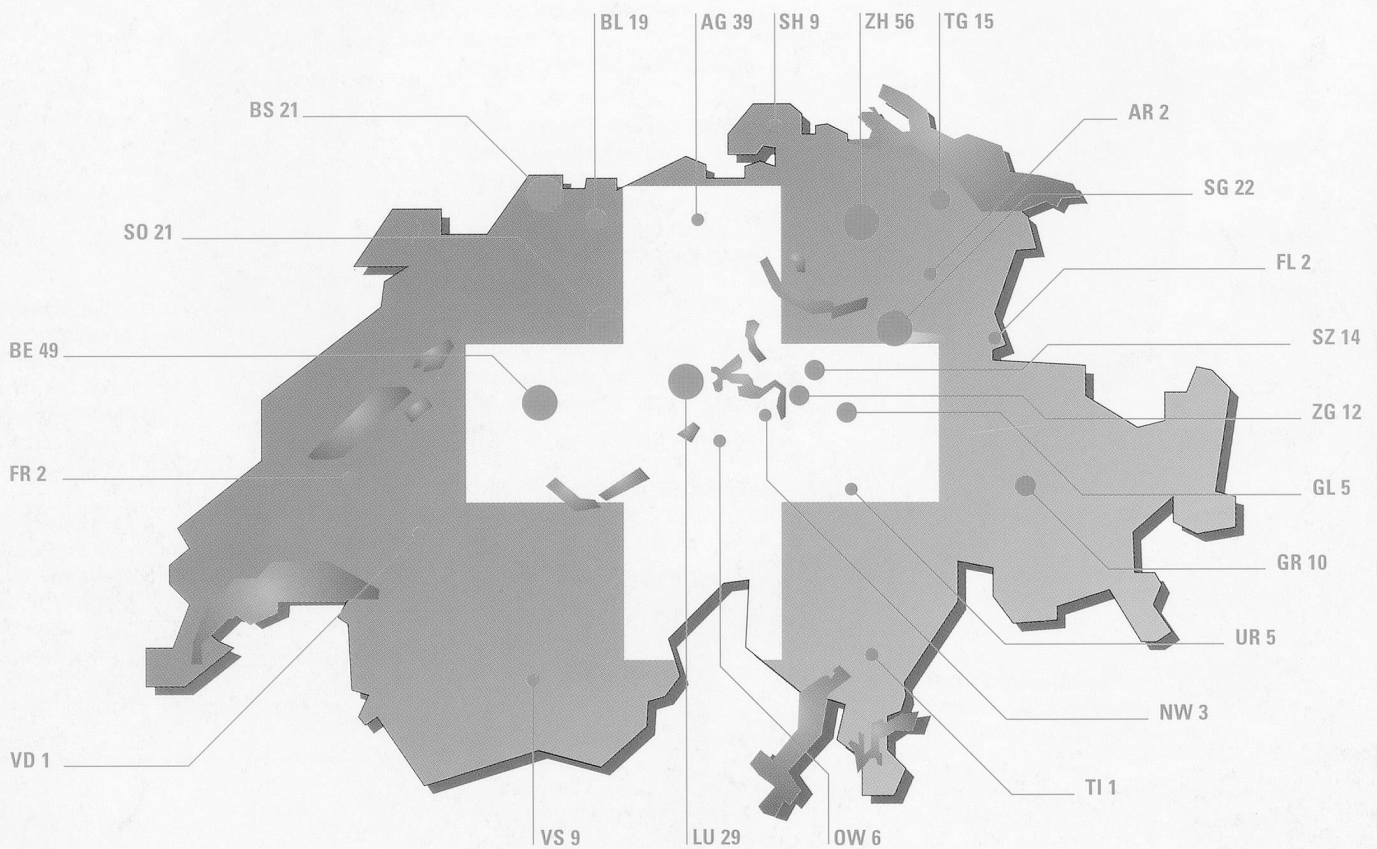 BL 19
AG 39
SH 9
ZH 56
TG 15
BS 21
AR 2
SG 22
SO 21
FL 2
SZ 14
BE 49
ZG 12
FR 2
GL 5
GR 10
UR 5
NW 3
VD 1
TI 1
VS 9
LU 29
OW 6